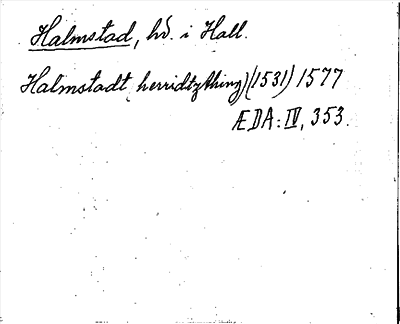 Halmstad, hd. i Hall.
Halmstadt (herridtzthing) (1531) 1577
ÆDA: IV, 353.